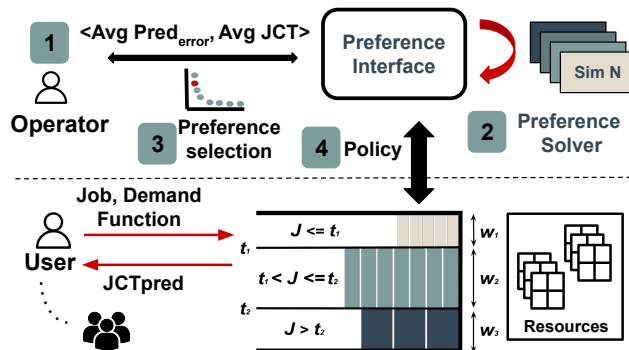 1
<Avg Pred_error, Avg JCT>
Operator
3
Preference
selection
Preference
Interface
4
Policy
Sim N
2
Preference
Solver
Job, Demand
Function
User
JCTpred
t₁
t₂
J <= t₁
t₁ < J <= t₂
J > t₂
w₁
w₂
w₃
Resources